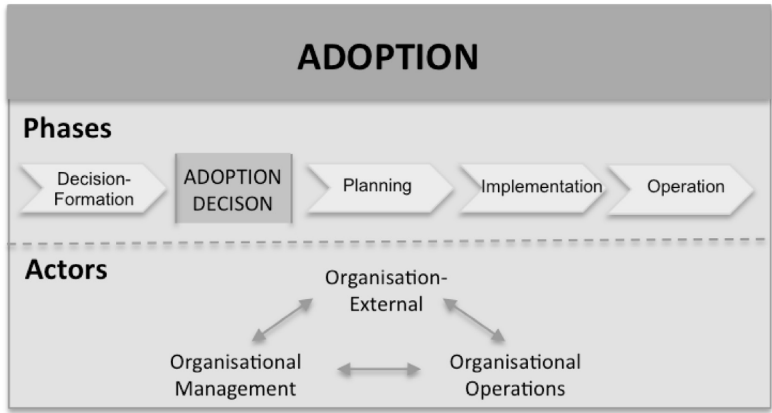 ADOPTION
Phases
Decision-
Formation
ADOPTION
DECISON
Planning
Implementation
Operation
Actors
Organisation-
External
Organisational
Management
Organisational
Operations